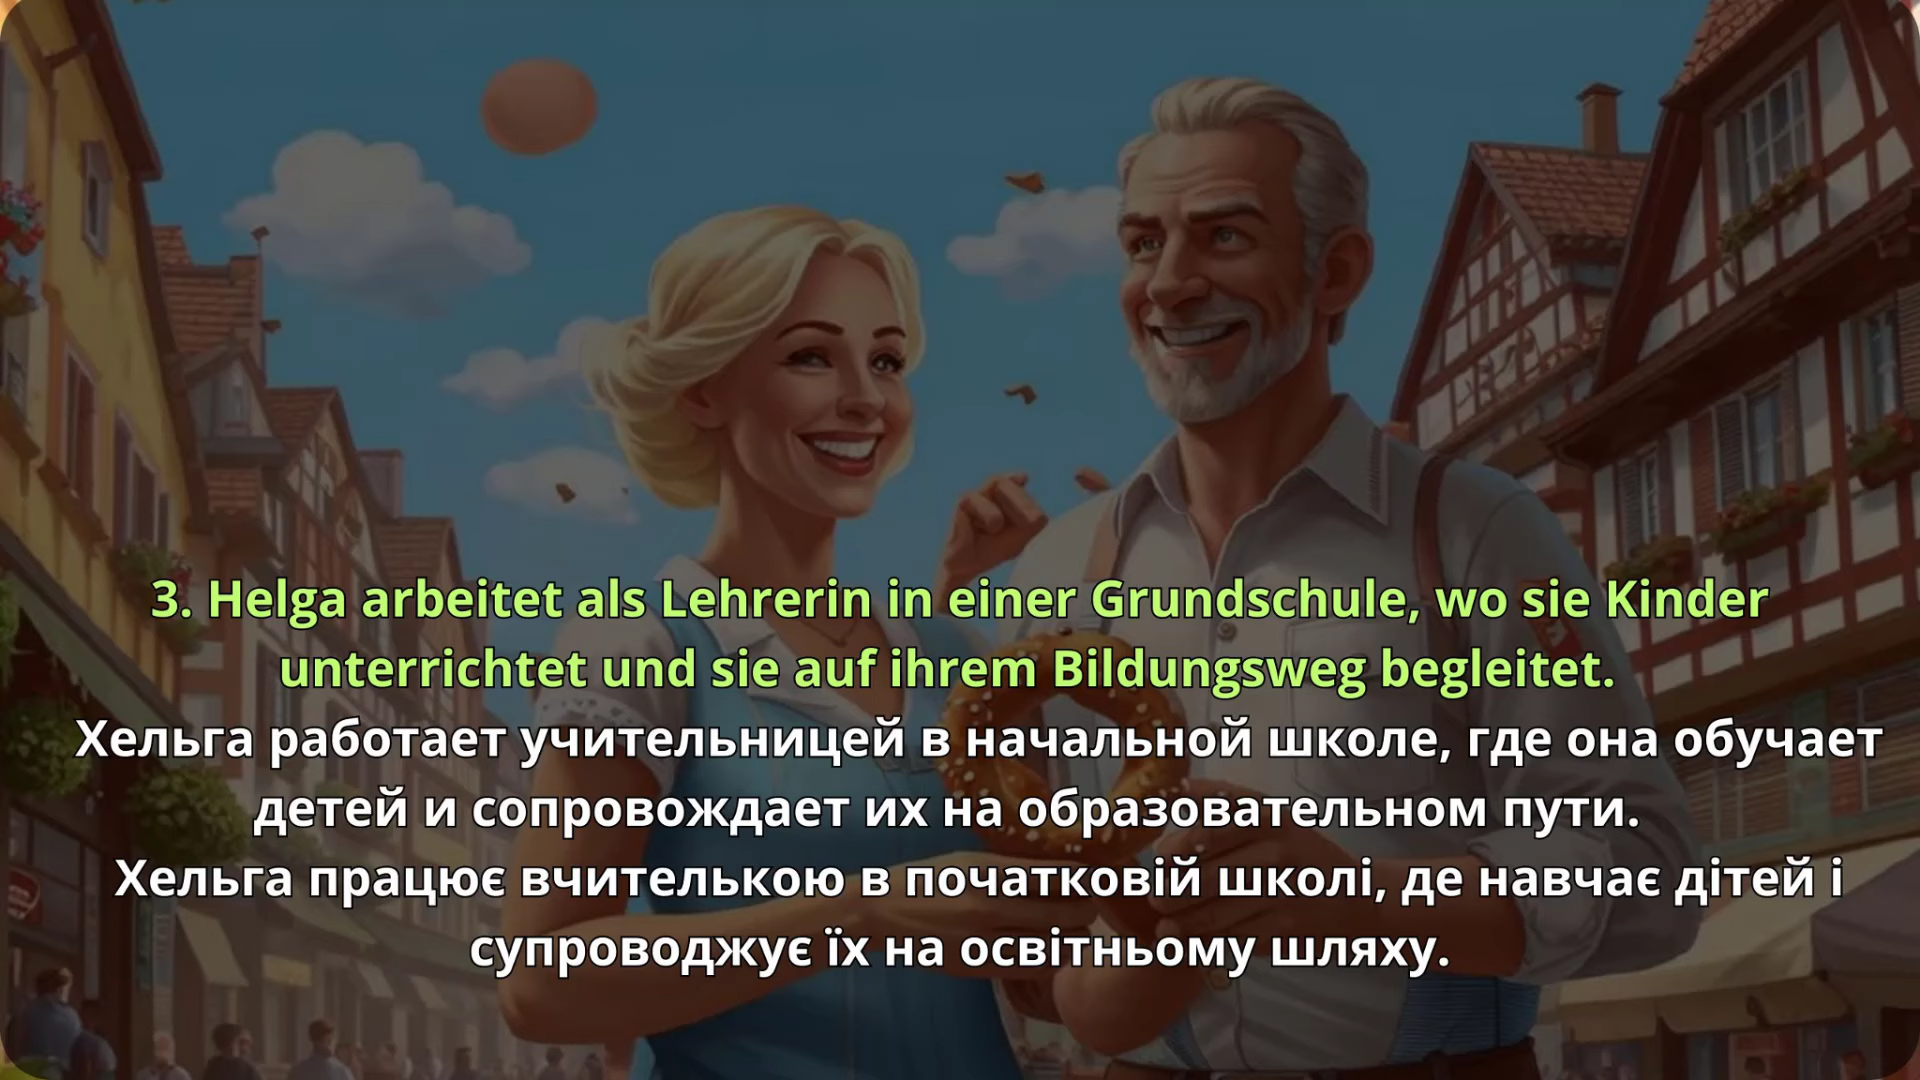 3. Helga arbeitet als Lehrerin in einer Grundschule, wo sie Kinder
unterrichtet und sie auf ihrem Bildungsweg begleitet.
Хельга работает учительницей в начальной школе, где она обучает
детей и сопровождает их на образовательном пути.
Хельга працює вчителькою в початковій школі, де навчає дітей і
супроводжує їх на освітньому шляху.